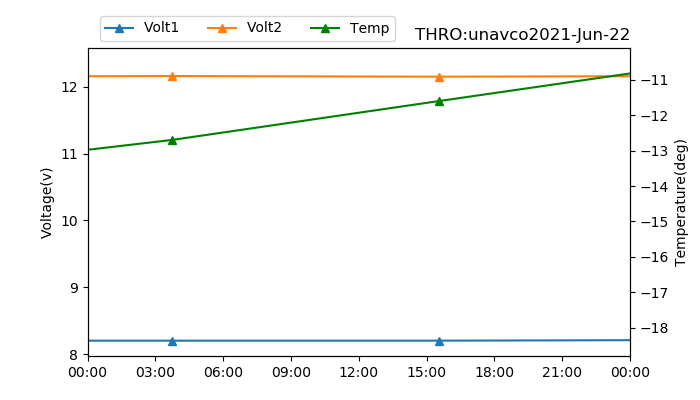 Volt1 Volt2 Temp
THRO:unavco2021-Jun-22
12
11
10
9
8
Voltage(v)
−11
−12
−13
−14
−15
−16
−17
−18
Temperature(deg)
00:00 03:00 06:00 09:00 12:00 15:00 18:00 21:00 00:00